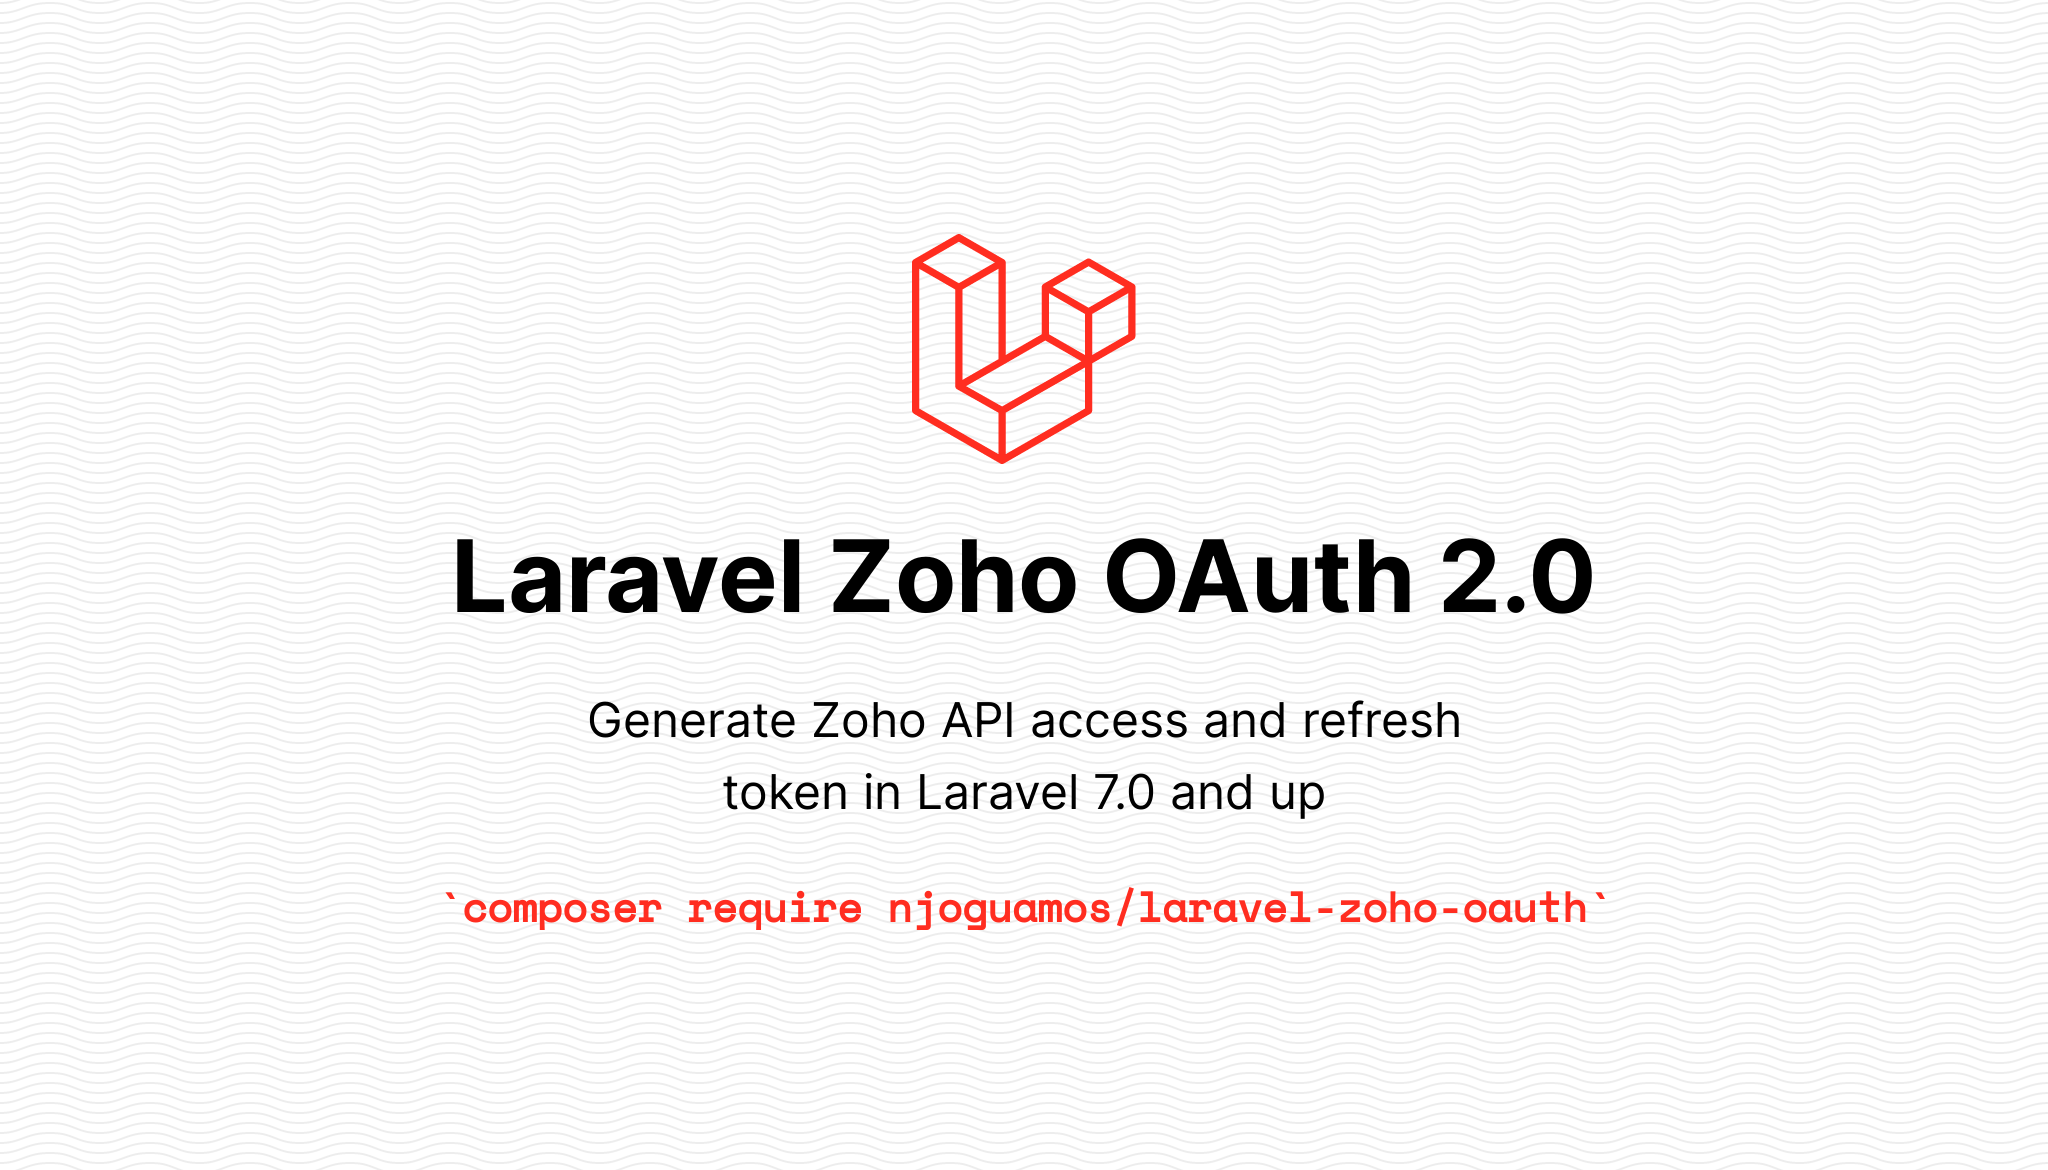 Laravel Zoho OAuth 2.0
Generate Zoho API access and refresh
token in Laravel 7.0 and up
`composer require njoguamos/laravel-zoho-oauth`